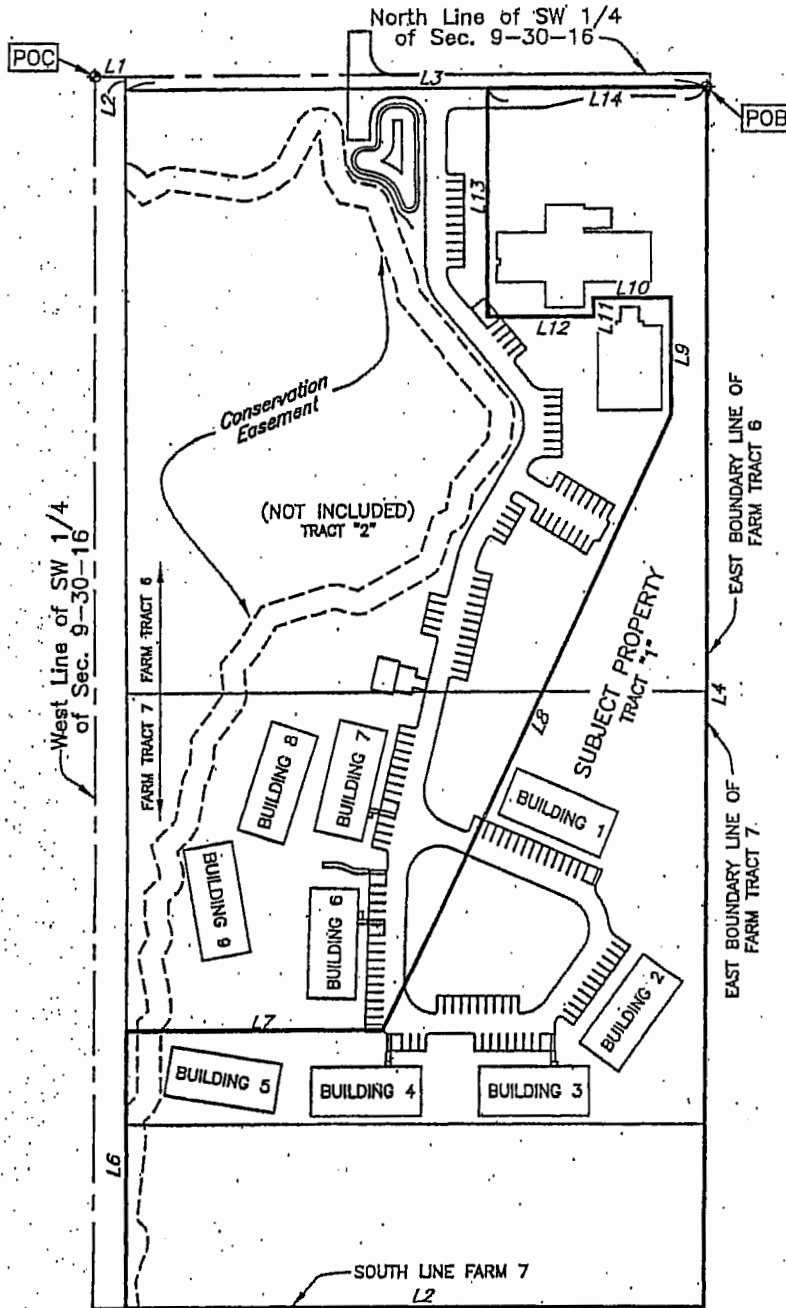 North Line of SW 1/4
of Sec. 9-30-16
POC
L1
L2
L3
L14
POB
L13
L10
L11
L12
L9
Conservation
Easement
(NOT INCLUDED)
TRACT "2"
EAST BOUNDARY LINE OF
FARM TRACT 6
West Line of SW 1/4
of Sec. 9-30-16
FARM TRACT 6
FARM TRACT 7
SUBJECT PROPERTY
TRACT "1"
L8
L4
EAST BOUNDARY LINE OF
FARM TRACT 7
BUILDING 8
BUILDING 7
BUILDING 1
BUILDING 9
BUILDING 6
BUILDING 2
L7
BUILDING 5
BUILDING 4
BUILDING 3
L6
SOUTH LINE FARM 7
L2